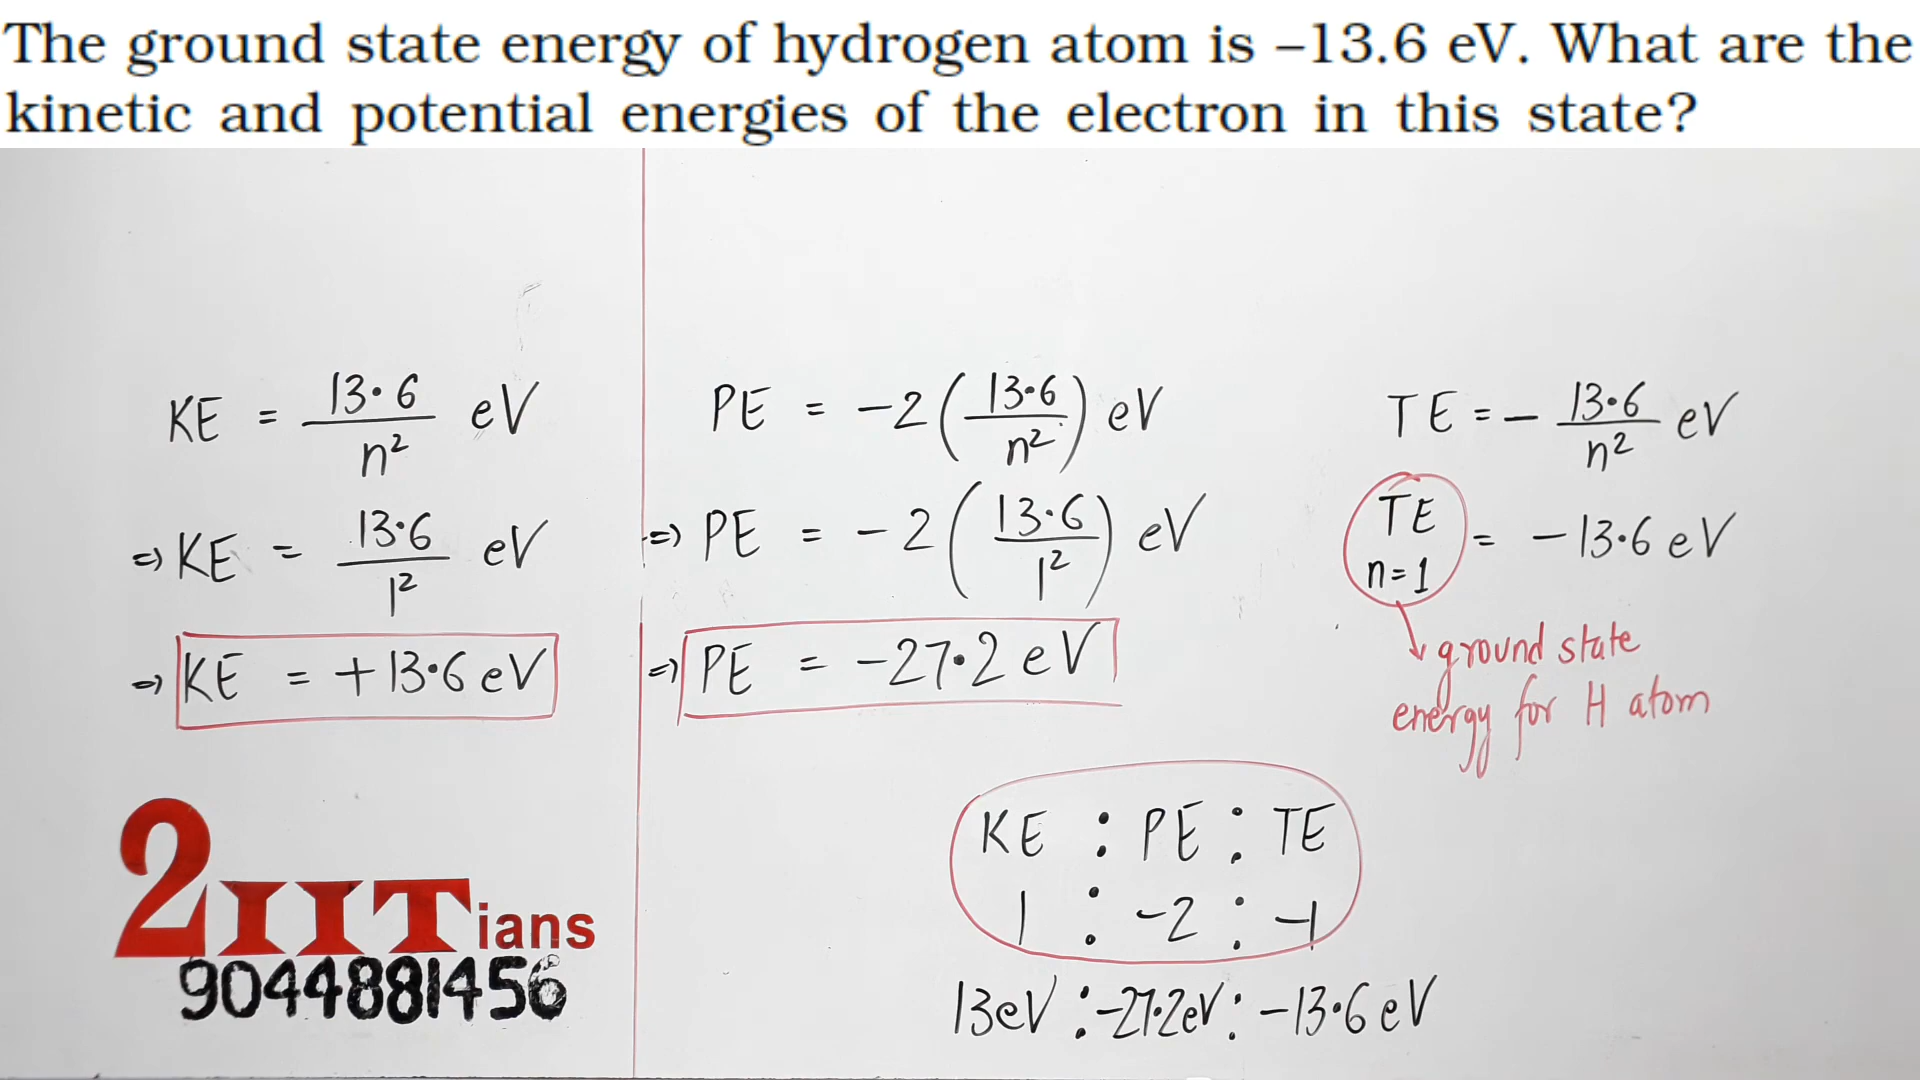 The ground state energy of hydrogen atom is –13.6 eV. What are the
kinetic and potential energies of the electron in this state?
KE = 13.6 / n² eV
⇒ KE = 13.6 / 1² eV
⇒ KE = +13.6 eV
PE = -2 (13.6 / n²) eV
⇒ PE = -2 (13.6 / 1²) eV
⇒ PE = -27.2 eV
TE = - 13.6 / n² eV
TE n=1 = -13.6 eV
ground state
energy for H atom
KE : PE : TE
1 : -2 : -1
13eV : -27.2eV : -13.6 eV
2IITians
9044881456